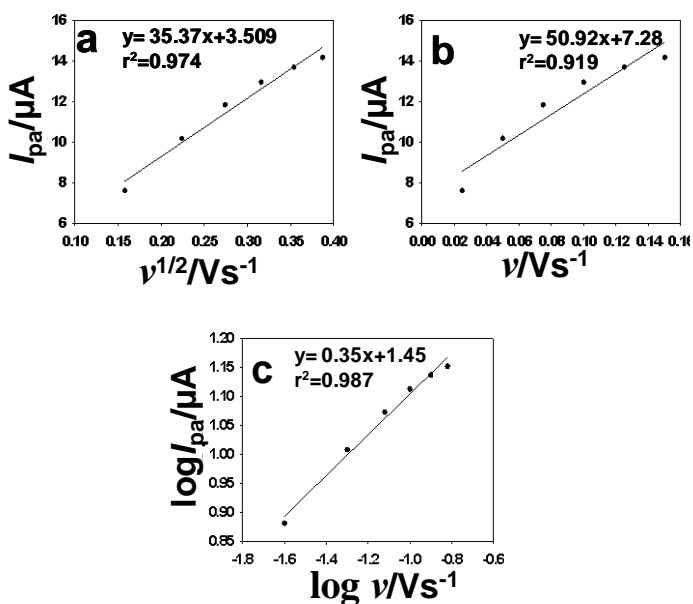 a
y= 35.37x+3.509
r²=0.974
16
14
12
10
8
6
Ipa/μA
0.10 0.15 0.20 0.25 0.30 0.35 0.40
v1/2/Vs-1
b
y= 50.92x+7.28
r²=0.919
16
14
12
10
8
6
Ipa/μA
0.00 0.02 0.04 0.06 0.08 0.10 0.12 0.14 0.16
v/Vs-1
c
y= 0.35x+1.45
r²=0.987
1.20
1.15
1.10
1.05
1.00
0.95
0.90
0.85
logIpa/μA
-1.8 -1.6 -1.4 -1.2 -1.0 -0.8 -0.6
log v/Vs-1